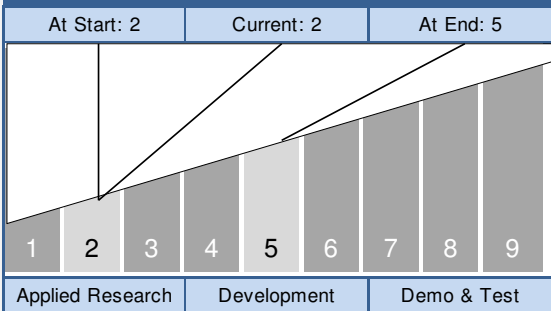 At Start: 2 Current: 2 At End: 5
1 2 3 4 5 6 7 8 9
Applied Research Development Demo & Test